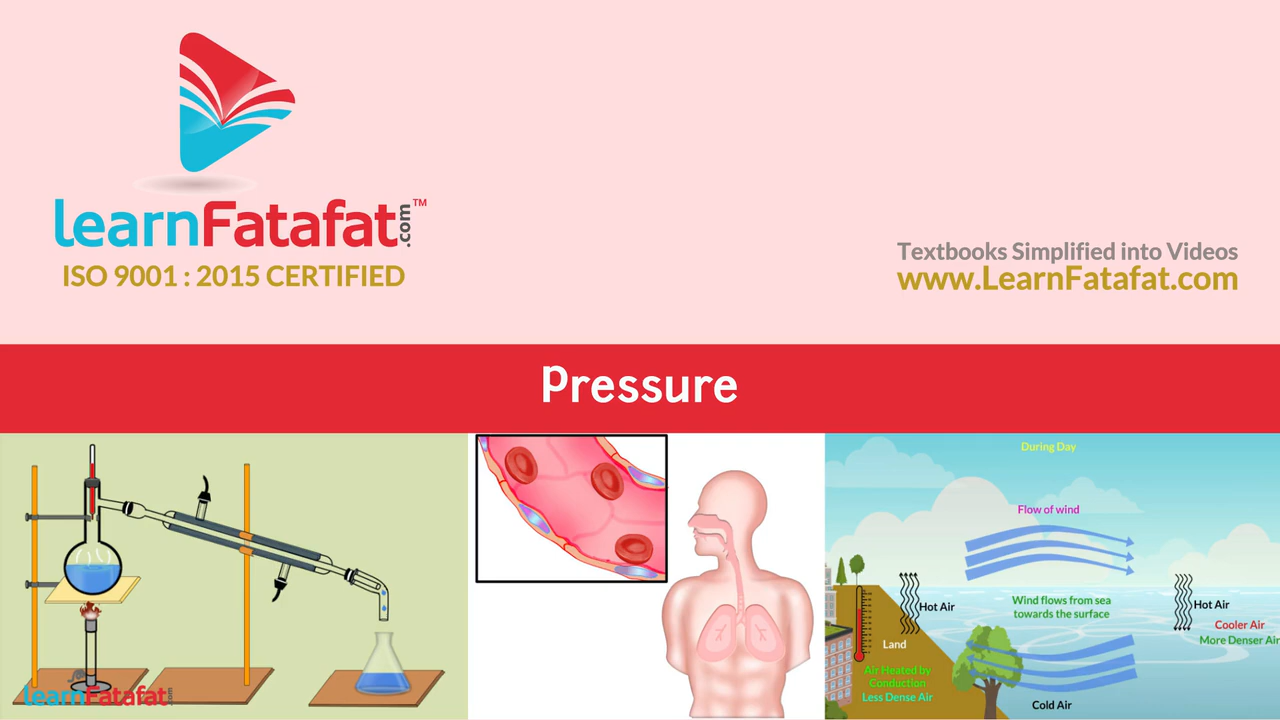 learnFatafat.com™
ISO 9001 : 2015 CERTIFIED
Textbooks Simplified into Videos
www.LearnFatafat.com
Pressure
learnFatafat.com
During Day
Flow of wind
Hot Air
Wind flows from sea
towards the surface
Hot Air
Cooler Air
More Denser Air
Land
Air Heated by
Conduction
Less Dense Air
Cold Air